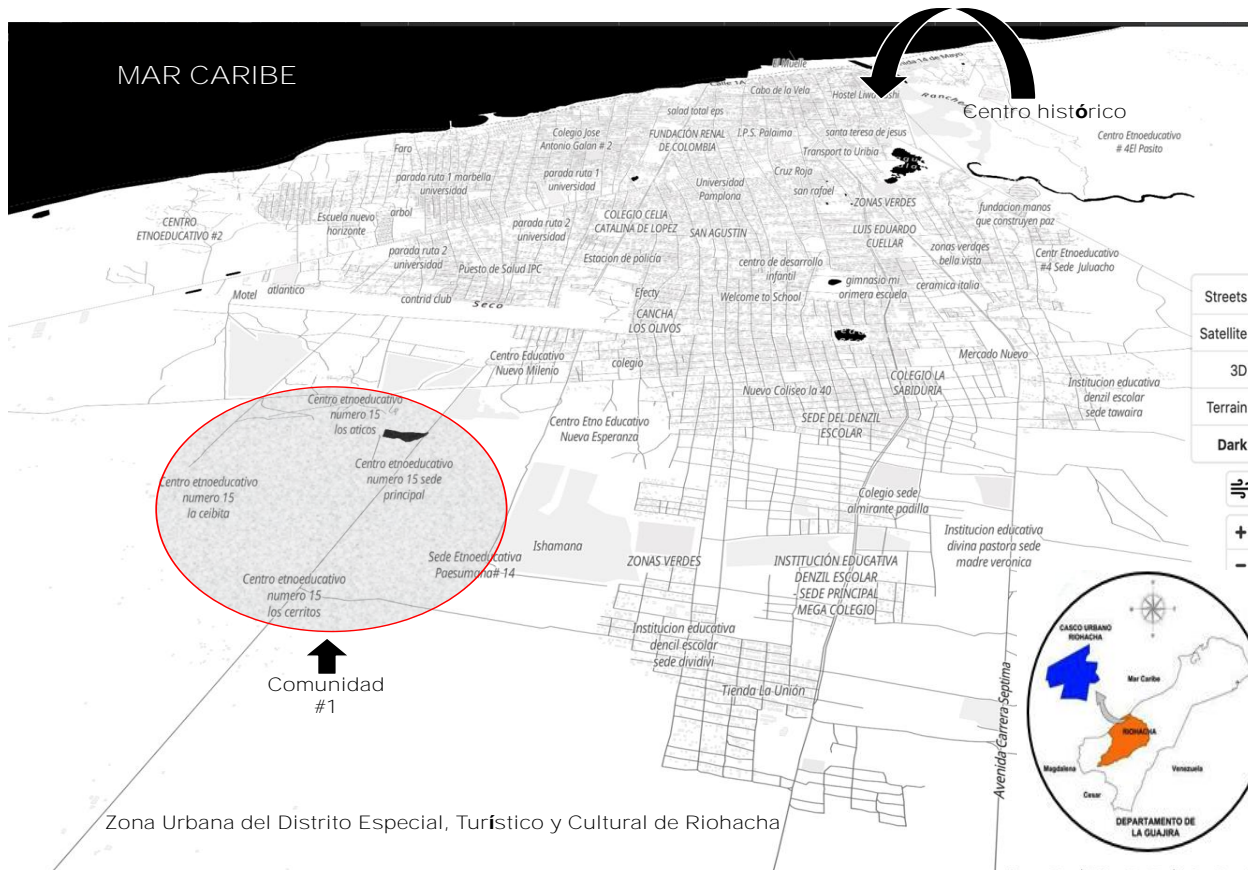 MAR CARIBE
El Muelle
Calle 1A
14 de Mayo
Cabo de la Vela
Hostel
Ranchería
Centro histórico
salad total eps
Centro Etnoeducativo
# 4El Pasito
Colegio Jose
Antonio Galan # 2
FUNDACIÓN RENAL
DE COLOMBIA
I.P.S. Palaima
santa teresa de jesus
Transport to Uribia
Faro
parada ruta 1 marbella
universidad
parada ruta 1
universidad
Universidad
Pamplona
Cruz Roja
san rafael
ZONAS VERDES
fundacion manos
que construyen paz
CENTRO
ETNOEDUCATIVO #2
Escuela nuevo
horizonte
arbol
parada ruta 2
universidad
COLEGIO CELIA
CATALINA DE LOPEZ
SAN AGUSTIN
LUIS EDUARDO
CUELLAR
zonas verdqes
bella vista
Centr Etnoeducativo
#4 Sede Juluacho
parada ruta 2
universidad
Puesto de Salud IPC
Estacion de policía
centro de desarrollo
infantil
gimnasio mi
orimera escuela
ceramica italia
Motel
atlantico
contrid club
Seco
Efecty
CANCHA
LOS OLIVOS
Welcome to School
Streets
Satellite
3D
Terrain
Dark
Centro Educativo
Nuevo Milenio
colegio
Mercado Nuevo
Nuevo Coliseo la 40
COLEGIO LA
SABIDURIA
Institucion educativa
denzil escolar
sede tawaira
Centro etnoeducativo
numero 15
los aticos
Centro Etno Educativo
Nueva Esperanza
SEDE DEL DENZIL
ESCOLAR
Centro etnoeducativo
numero 15 sede
principal
Centro etnoeducativo
numero 15
la ceibita
Colegio sede
almirante padilla
Institucion educativa
divina pastora sede
madre veronica
Ishamana
Sede Etnoeducativa
Paesumana# 14
ZONAS VERDES
INSTITUCIÓN EDUCATIVA
DENZIL ESCOLAR
- SEDE PRINCIPAL
MEGA COLEGIO
Centro etnoeducativo
numero 15
los cerritos
Institucion educativa
dencil escolar
sede dividivi
Comunidad
#1
Tienda La Unión
Avenida Carrera Septima
CASCO URBANO
RIOHACHA
Mar Caribe
RIOHACHA
Magdalena
Venezuela
Cesar
DEPARTAMENTO DE
LA GUAJIRA
Zona Urbana del Distrito Especial, Turístico y Cultural de Riohacha